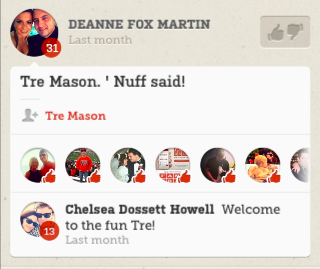 DEANNE FOX MARTIN
31
Last month
Tre Mason. ' Nuff said!
Tre Mason
Chelsea Dossett Howell Welcome
to the fun Tre!
13
Last month